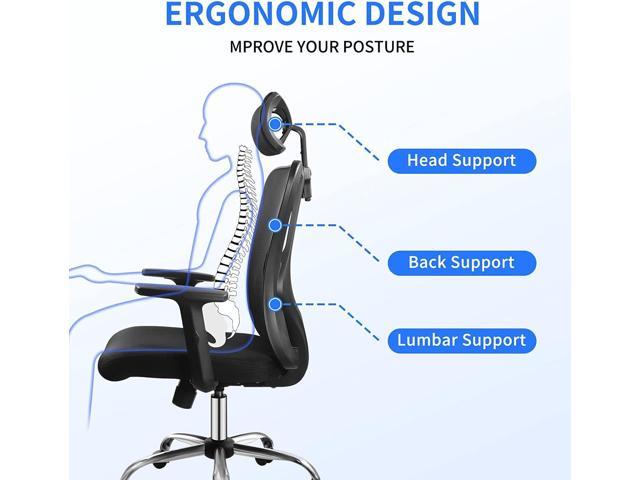 ERGONOMIC DESIGN
MPROVE YOUR POSTURE
Head Support
Back Support
Lumbar Support